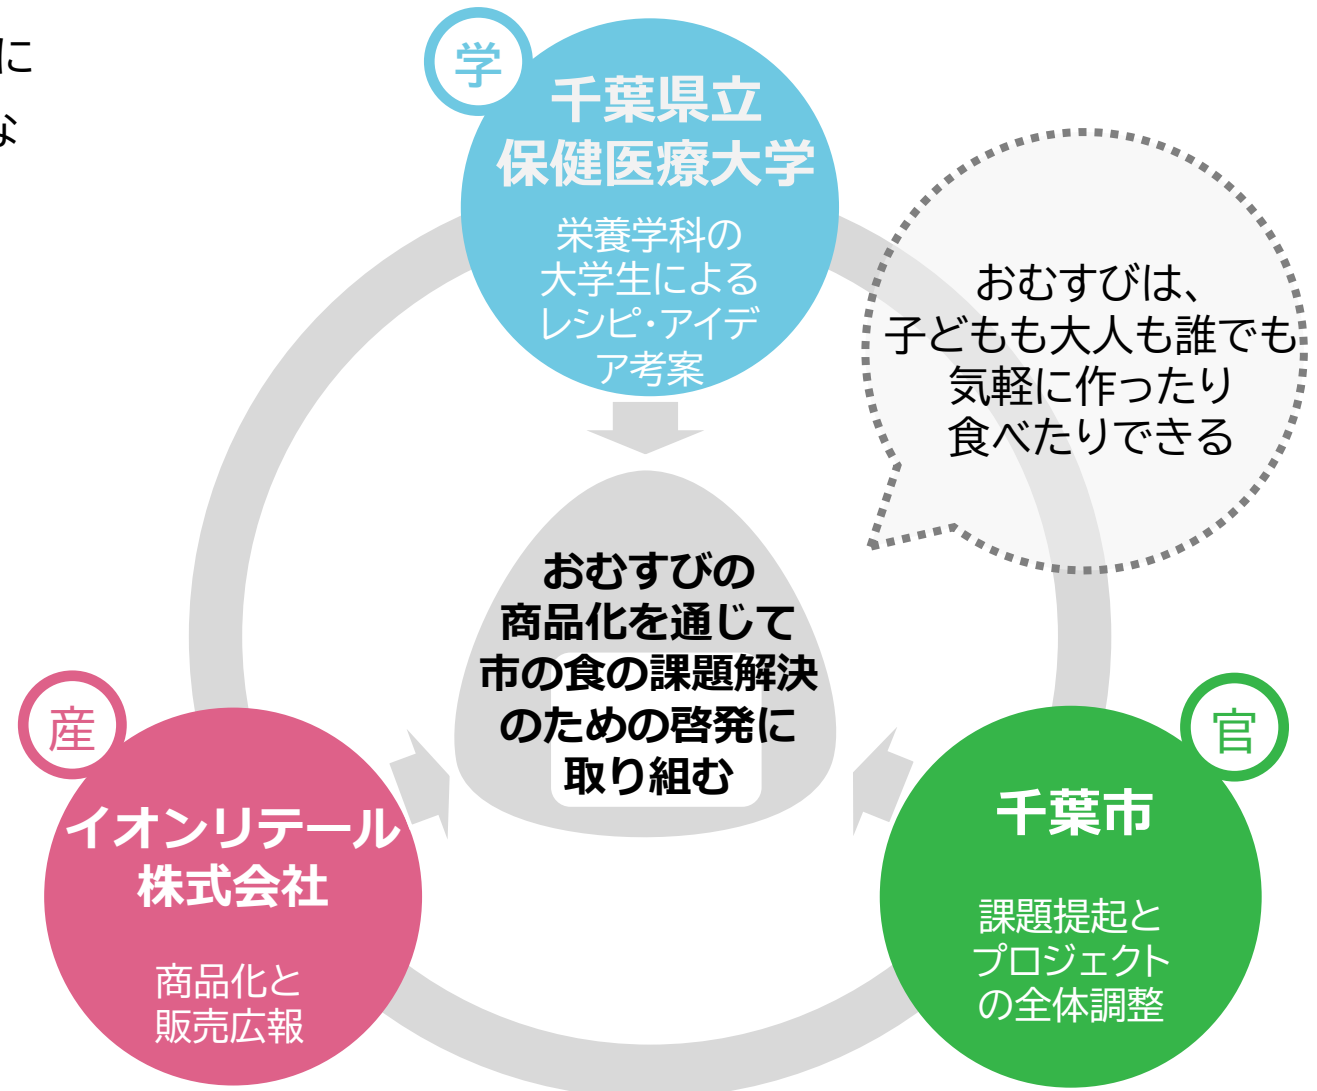 に
な
学
千葉県立
保健医療大学
栄養学科の
大学生による
レシピ・アイデ
ア考案
おむすびは、
子どもも大人も誰でも
気軽に作ったり
食べたりできる
おむすびの
商品化を通じて
市の食の課題解決
のための啓発に
取り組む
産
イオンリテール
株式会社
商品化と
販売広報
官
千葉市
課題提起と
プロジェクト
の全体調整